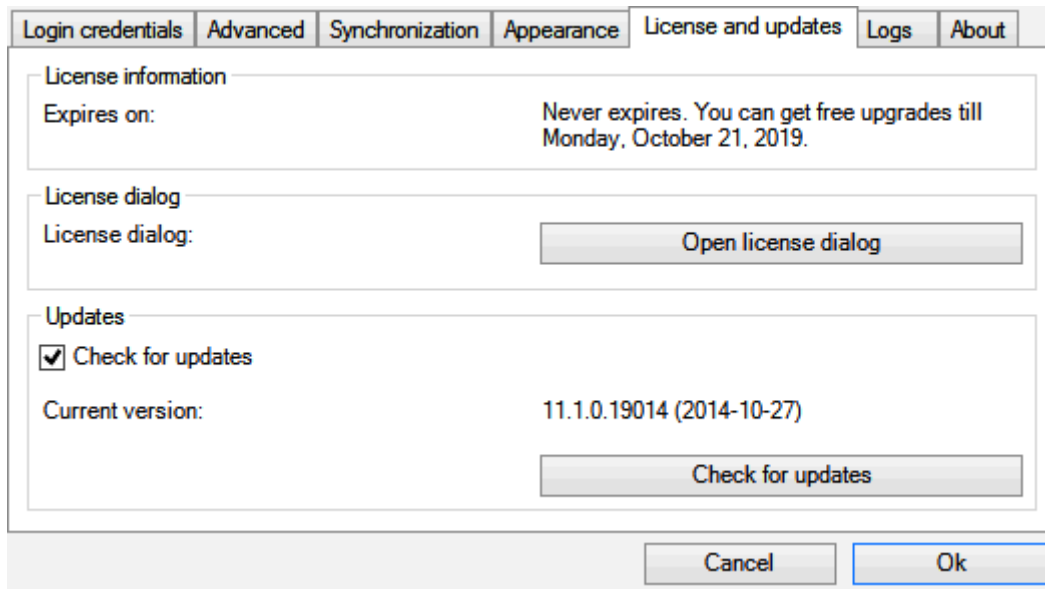 Login credentials Advanced Synchronization Appearance License and updates Logs About
License information
Expires on: Never expires. You can get free upgrades till
Monday, October 21, 2019.
License dialog
License dialog: Open license dialog
Updates
Check for updates
Current version: 11.1.0.19014 (2014-10-27)
Check for updates
Cancel Ok